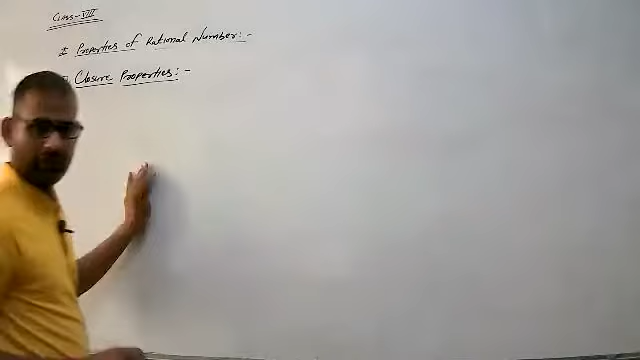 Class-VIII
± Properties of Rational Number:-
Closure Properties:-